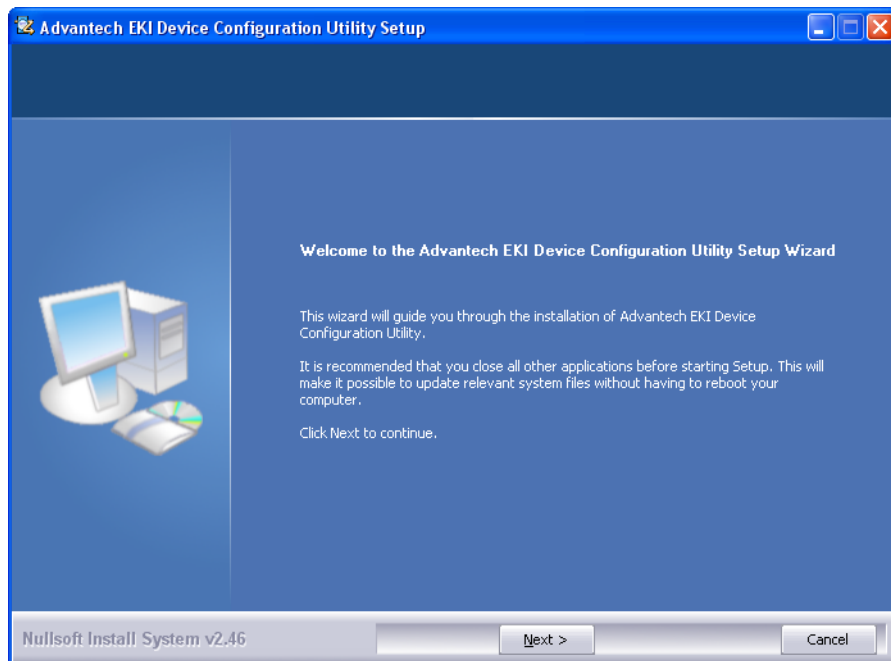 Advantech EKI Device Configuration Utility Setup
Welcome to the Advantech EKI Device Configuration Utility Setup Wizard
This wizard will guide you through the installation of Advantech EKI Device
Configuration Utility.
It is recommended that you close all other applications before starting Setup. This will
make it possible to update relevant system files without having to reboot your
computer.
Click Next to continue.
Nullsoft Install System v2.46
Next >
Cancel